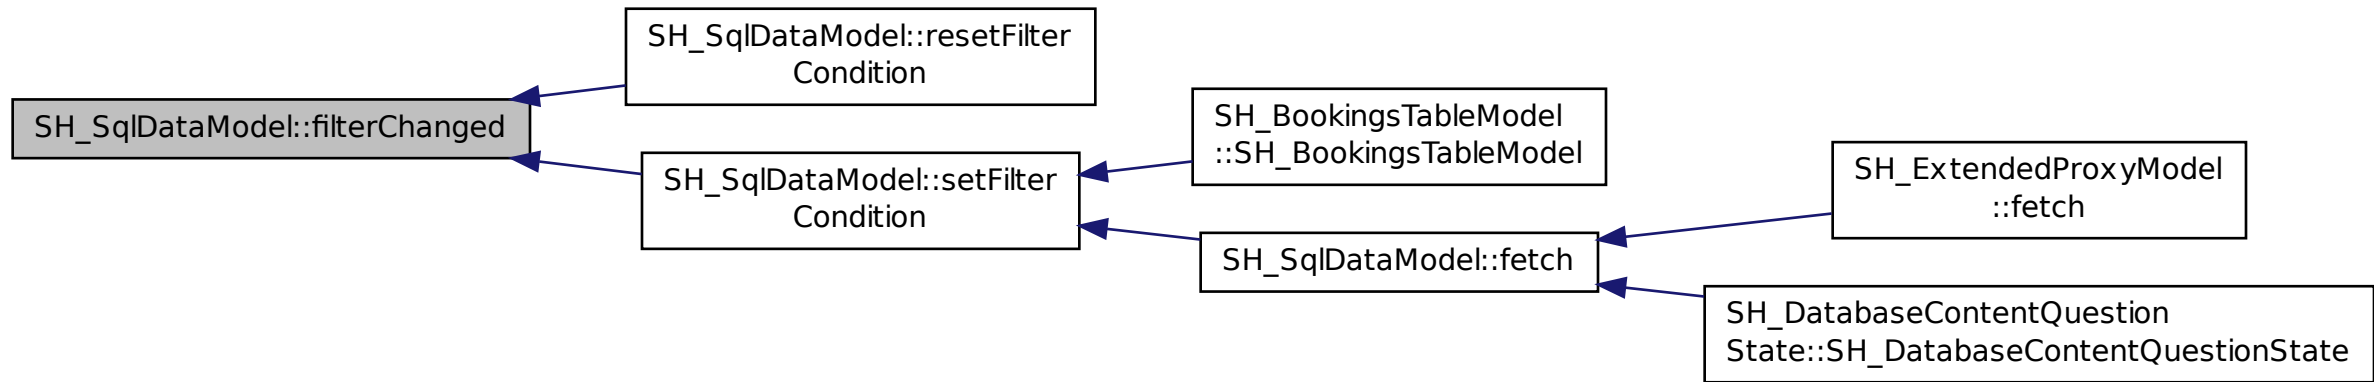 SH_SqlDataModel::filterChanged
SH_SqlDataModel::resetFilter
Condition
SH_SqlDataModel::setFilter
Condition
SH_BookingsTableModel
::SH_BookingsTableModel
SH_SqlDataModel::fetch
SH_ExtendedProxyModel
::fetch
SH_DatabaseContentQuestion
State::SH_DatabaseContentQuestionState